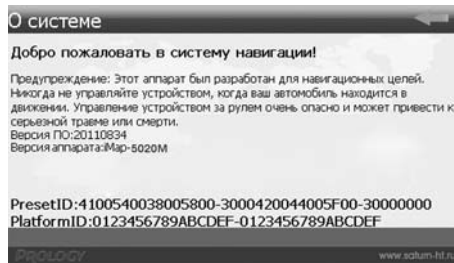 О системе
Добро пожаловать в систему навигации!
Предупреждение: Этот аппарат был разработан для навигационных целей.
Никогда не управляйте устройством, когда ваш автомобиль находится в
движении. Управление устройством за рулем очень опасно и может привести к
серьезной травме или смерти.
Версия ПО:20110834
Версия аппарата:iMap-5020M
PresetID:4100540038005800-3000420044005F00-30000000
PlatformID:0123456789ABCDEF-0123456789ABCDEF
PROLOGY
www.saturn-ht.ru